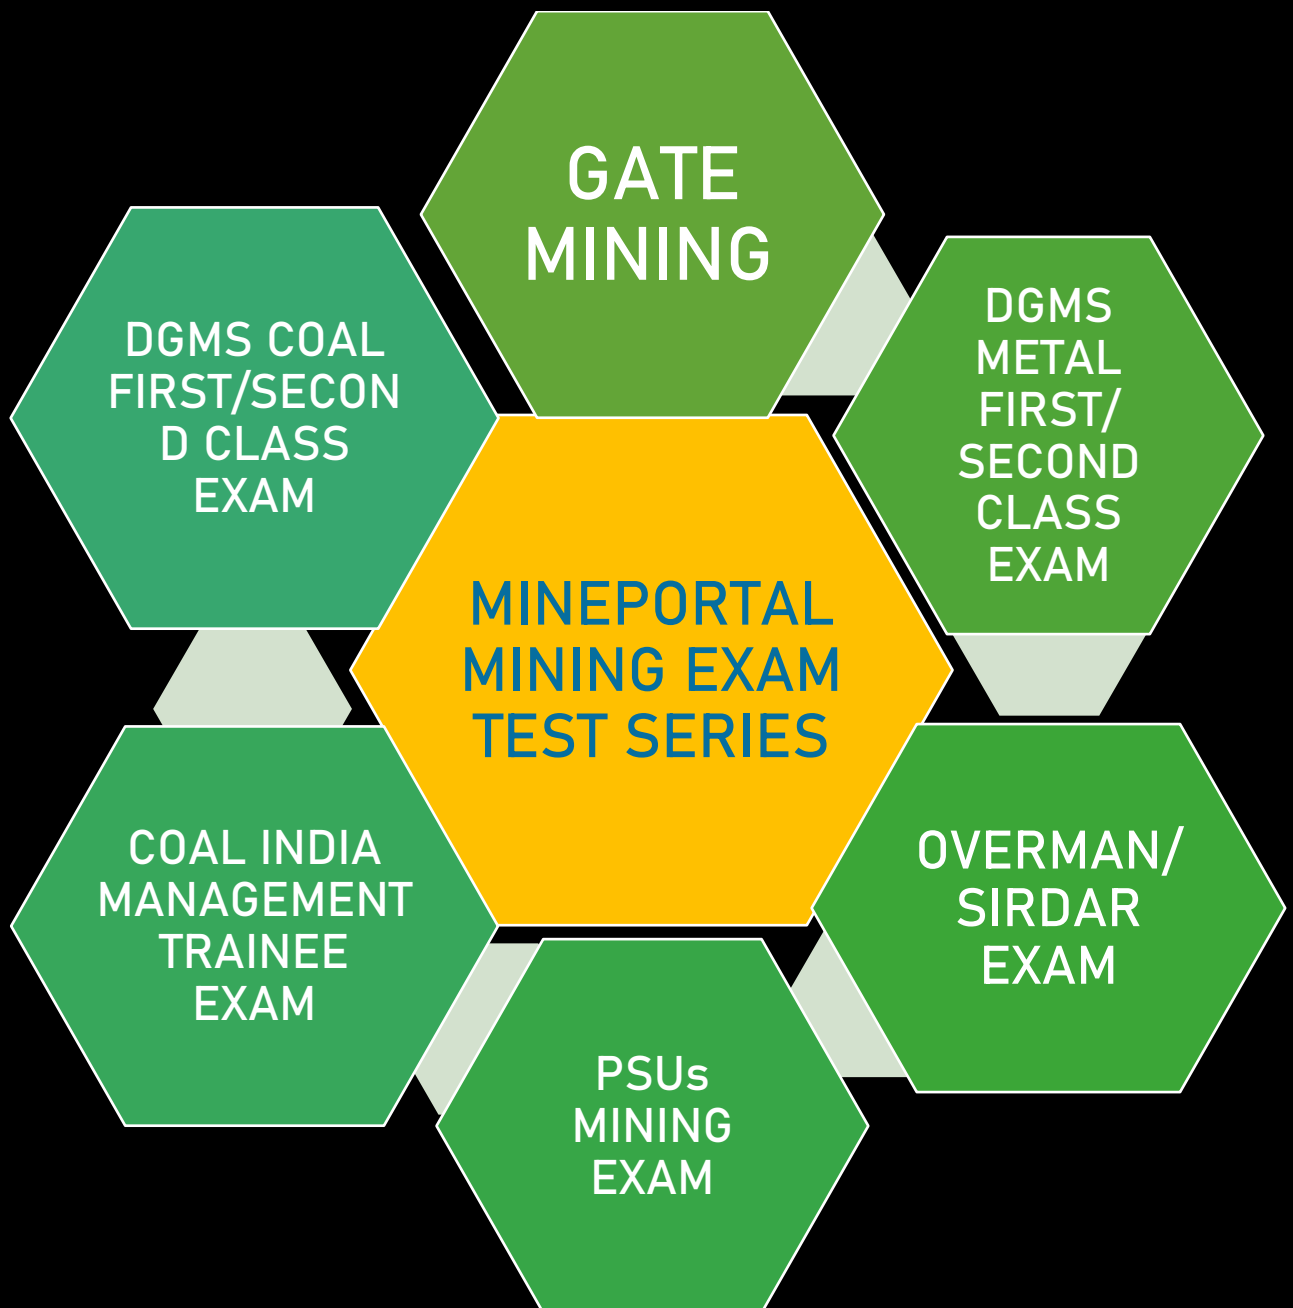 GATE
MINING
DGMS
METAL
FIRST/
SECOND
CLASS
EXAM
OVERMAN/
SIRDAR
EXAM
PSUs
MINING
EXAM
COAL INDIA
MANAGEMENT
TRAINEE
EXAM
DGMS COAL
FIRST/SECON
D CLASS
EXAM
MINEPORTAL
MINING EXAM
TEST SERIES